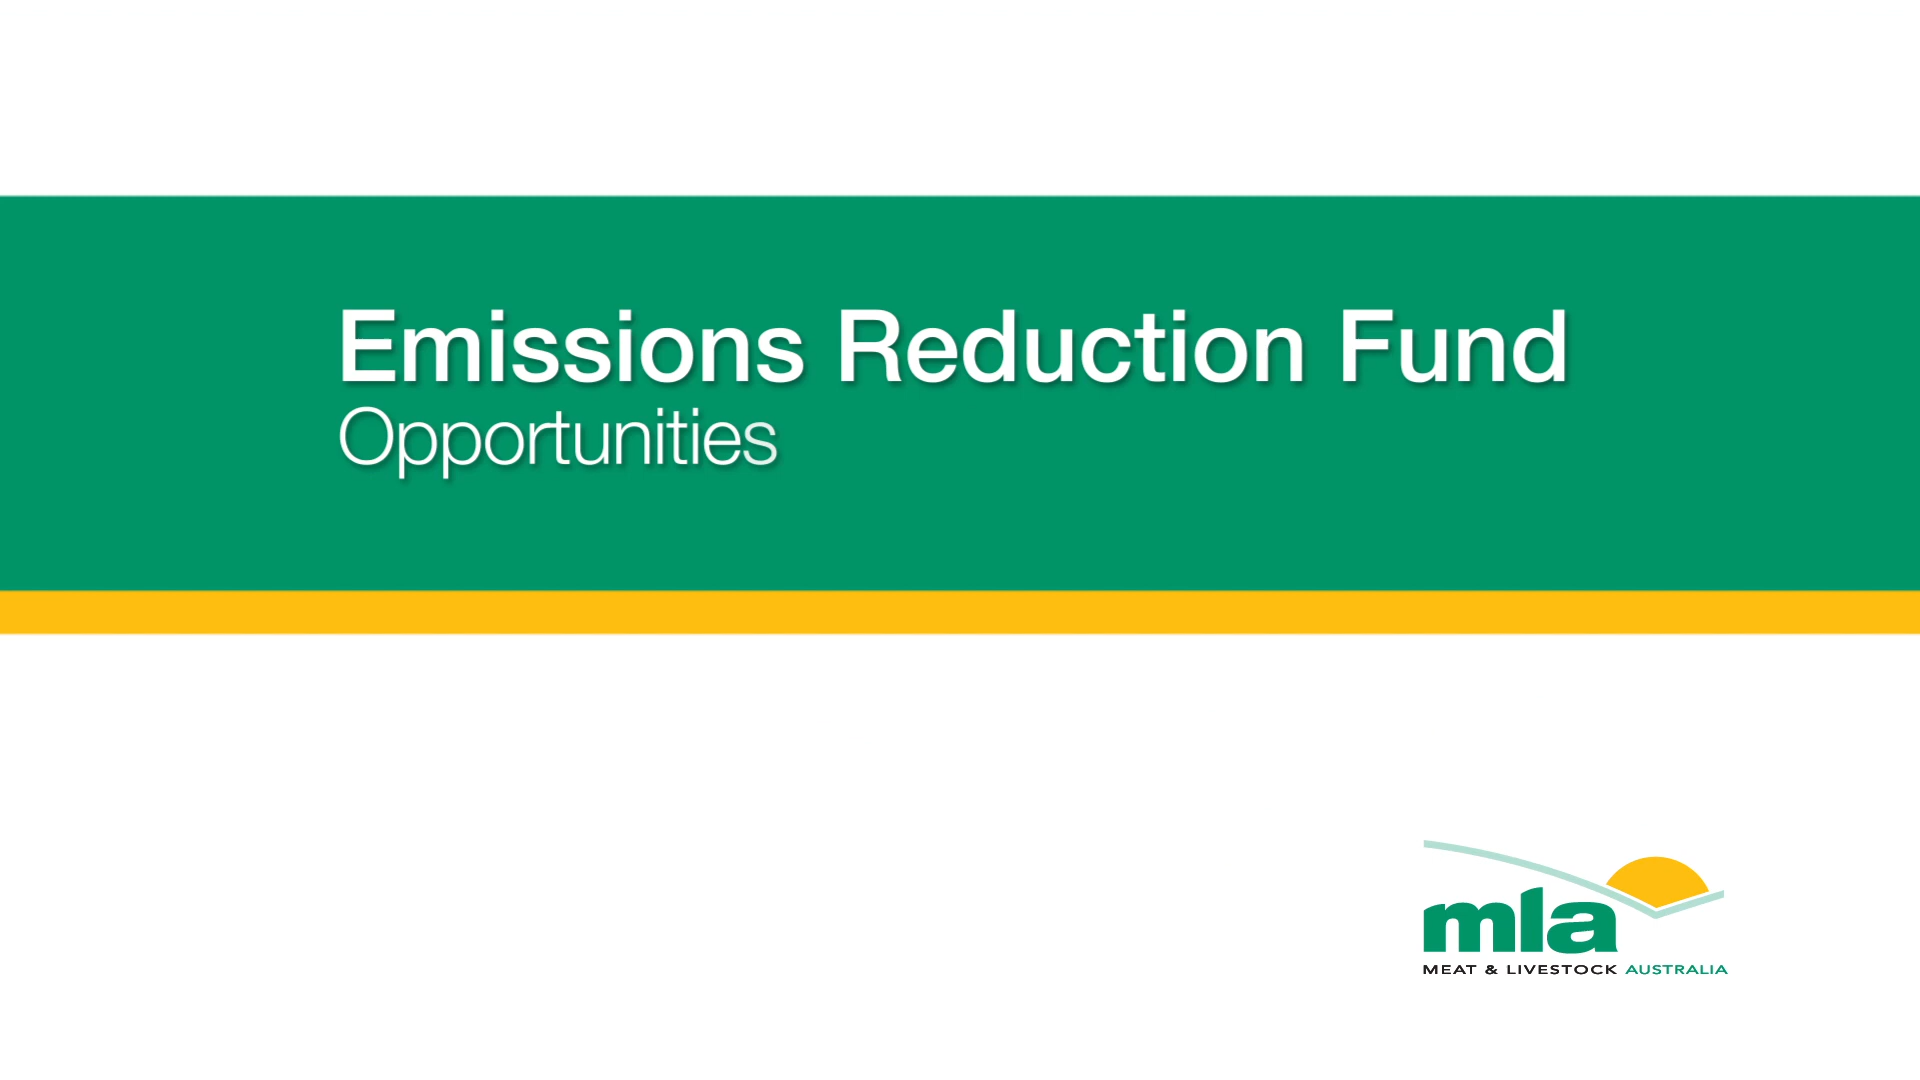 Emissions Reduction Fund
Opportunities
mla
MEAT & LIVESTOCK AUSTRALIA